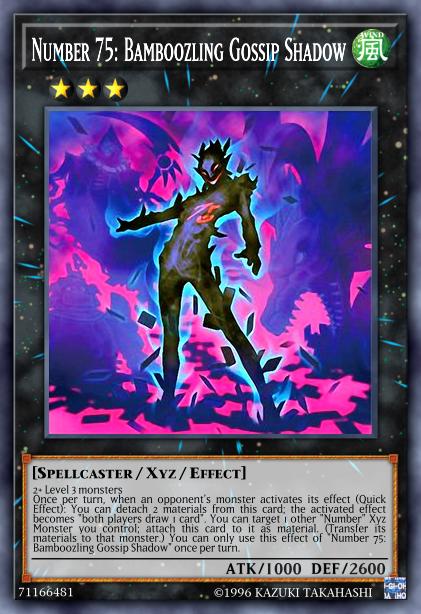 Number 75: Bamboozling Gossip Shadow
WIND
風
75
[Spellcaster / Xyz / Effect]
2+ Level 3 monsters
Once per turn, when an opponent's monster activates its effect (Quick
Effect): You can detach 2 materials from this card; the activated effect
becomes "both players draw 1 card". You can target 1 other "Number" Xyz
Monster you control; attach this card to it as material. (Transfer its
materials to that monster.) You can only use this effect of "Number 75:
Bamboozling Gossip Shadow" once per turn.
ATK/1000 DEF/2600
71166481
©1996 KAZUKI TAKAHASHI